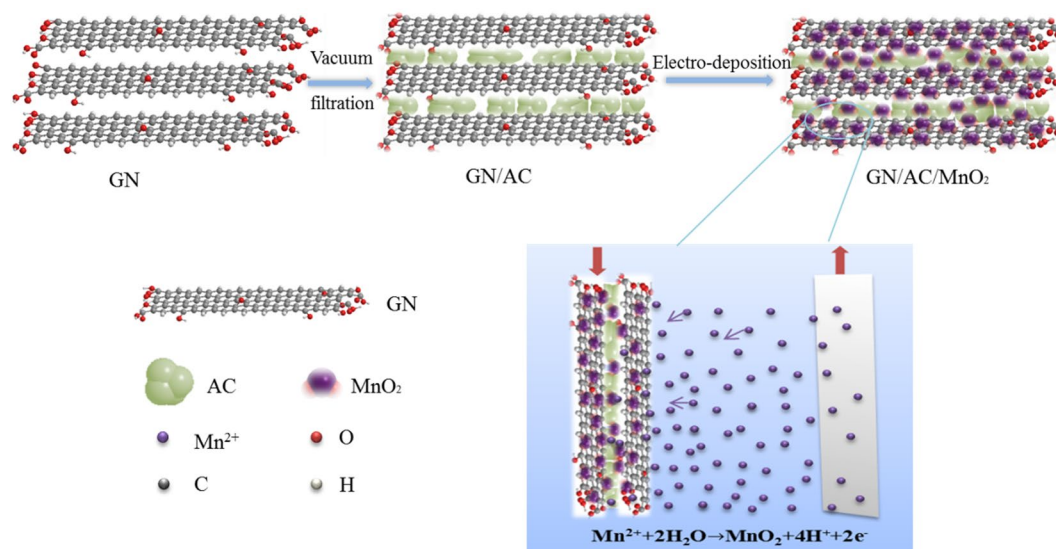 Vacuum
filtration
Electro-deposition
GN
GN/AC
GN/AC/MnO₂
GN
AC
MnO₂
Mn²⁺
O
C
H
Mn²⁺+2H₂O→MnO₂+4H⁺+2e⁻